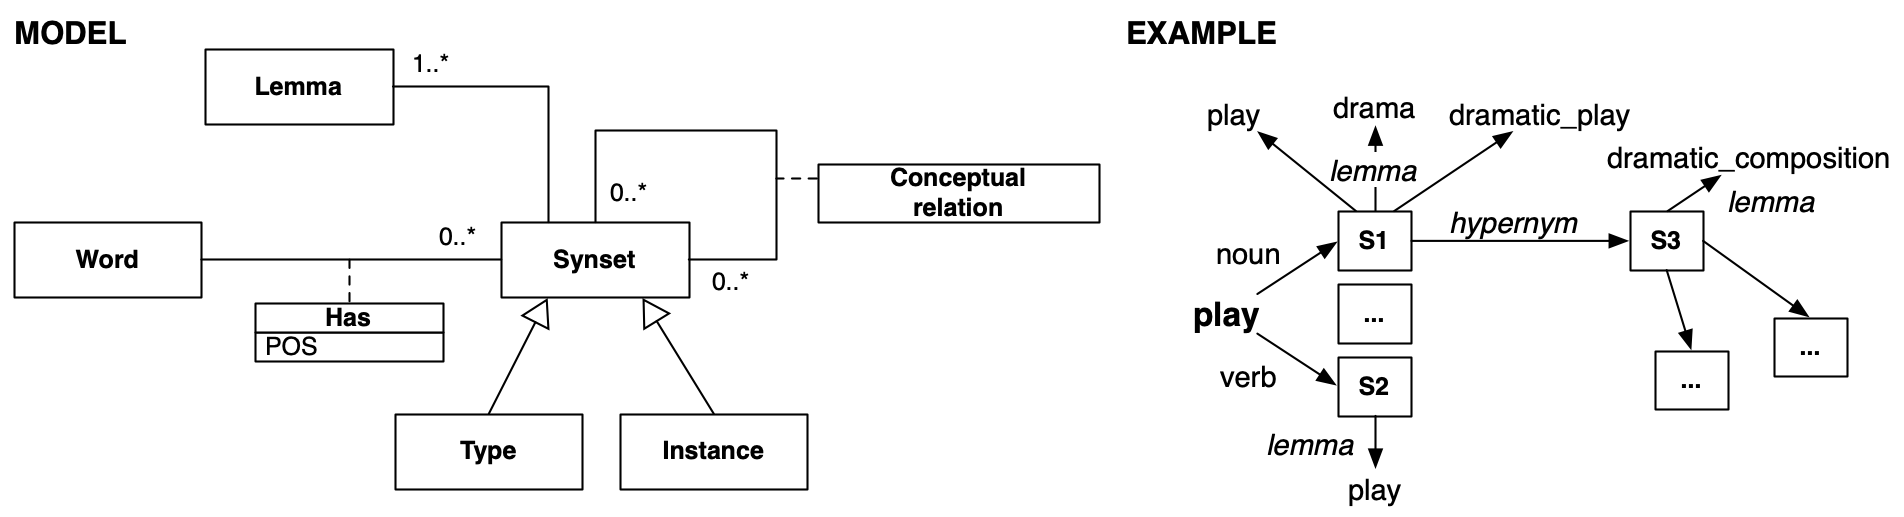 MODEL
Lemma
1..*
0..*
Conceptual
relation
Word
0..*
Synset
0..*
Has
POS
Type
Instance
EXAMPLE
play
drama
dramatic_play
lemma
dramatic_composition
lemma
noun
S1
hypernym
S3
play
...
verb
S2
...
...
lemma
play